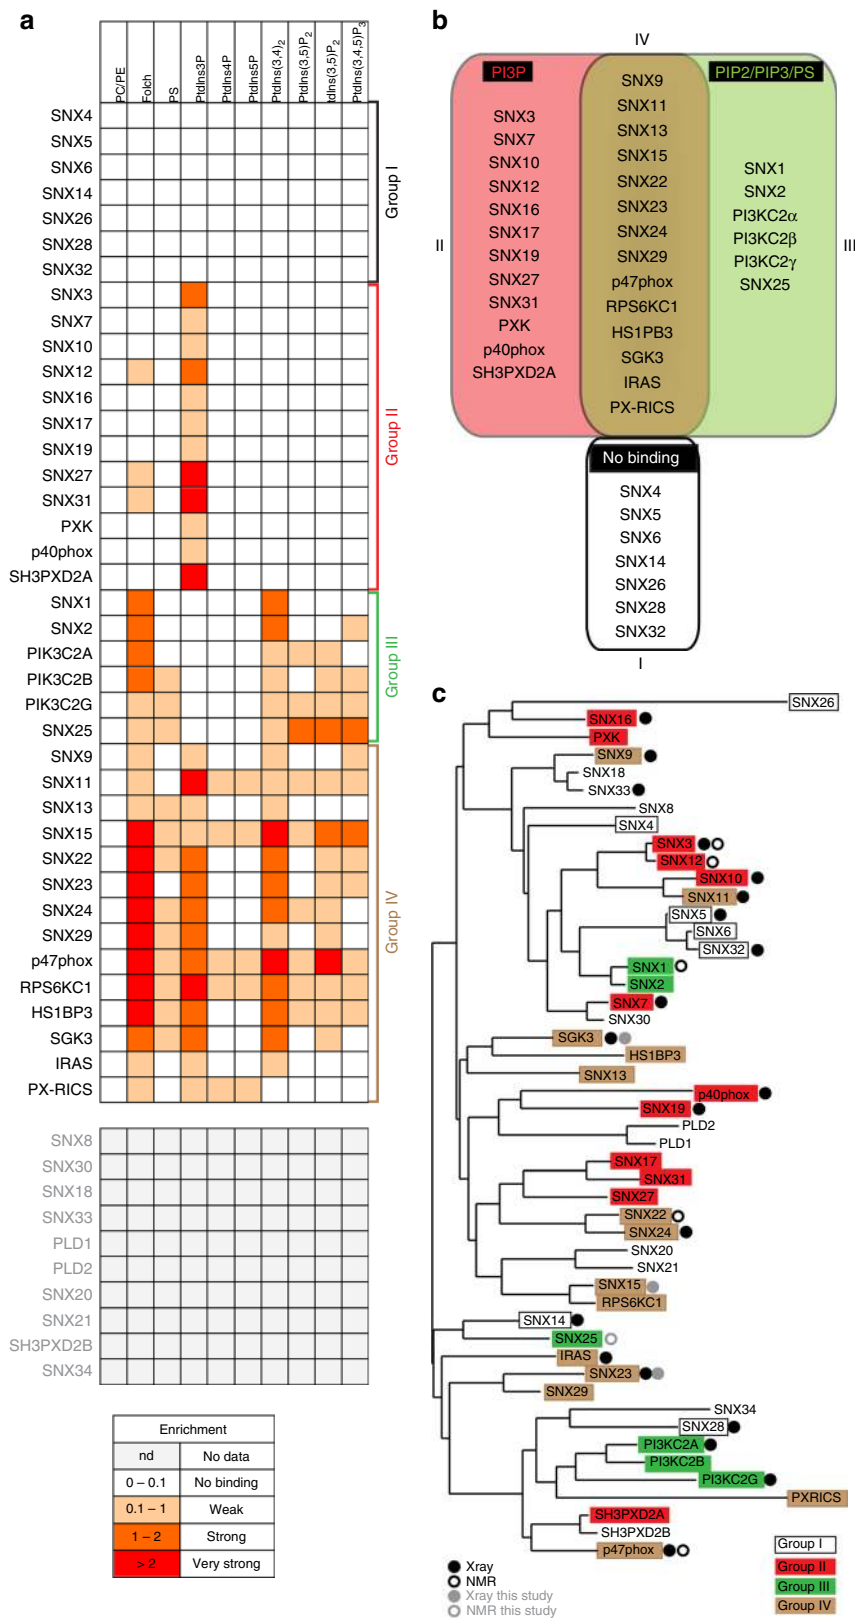 a
PC/PE
Folch
PS
PtdIns3P
PtdIns4P
PtdIns5P
PtdIns(3,4)₂
PtdIns(3,5)P₂
tdIns(3,5)P₂
PtdIns(3,4,5)P₃
SNX4
SNX5
SNX6
SNX14
SNX26
SNX28
SNX32
Group I
SNX3
SNX7
SNX10
SNX12
SNX16
SNX17
SNX19
SNX27
SNX31
PXK
p40phox
SH3PXD2A
Group II
SNX1
SNX2
PIK3C2A
PIK3C2B
PIK3C2G
SNX25
Group III
SNX9
SNX11
SNX13
SNX15
SNX22
SNX23
SNX24
SNX29
p47phox
RPS6KC1
HS1BP3
SGK3
IRAS
PX-RICS
Group IV
SNX8
SNX30
SNX18
SNX33
PLD1
PLD2
SNX20
SNX21
SH3PXD2B
SNX34
Enrichment
nd No data
0 – 0.1 No binding
0.1 – 1 Weak
1 – 2 Strong
> 2 Very strong
b
IV
PI3P
PIP2/PIP3/PS
II
III
SNX3
SNX7
SNX10
SNX12
SNX16
SNX17
SNX19
SNX27
SNX31
PXK
p40phox
SH3PXD2A
SNX9
SNX11
SNX13
SNX15
SNX22
SNX23
SNX24
SNX29
p47phox
RPS6KC1
HS1PB3
SGK3
IRAS
PX-RICS
SNX1
SNX2
PI3KC2α
PI3KC2β
PI3KC2γ
SNX25
No binding
SNX4
SNX5
SNX6
SNX14
SNX26
SNX28
SNX32
I
c
SNX26
SNX16
PXK
SNX9
SNX18
SNX33
SNX8
SNX4
SNX3
SNX12
SNX10
SNX11
SNX5
SNX6
SNX32
SNX1
SNX2
SNX7
SNX30
SGK3
HS1BP3
SNX13
p40phox
SNX19
PLD2
PLD1
SNX17
SNX31
SNX27
SNX22
SNX24
SNX20
SNX21
SNX15
RPS6KC1
SNX14
SNX25
IRAS
SNX23
SNX29
SNX34
SNX28
PI3KC2A
PI3KC2B
PI3KC2G
PXRICS
SH3PXD2A
SH3PXD2B
p47phox
Xray
NMR
Xray this study
NMR this study
Group I
Group II
Group III
Group IV